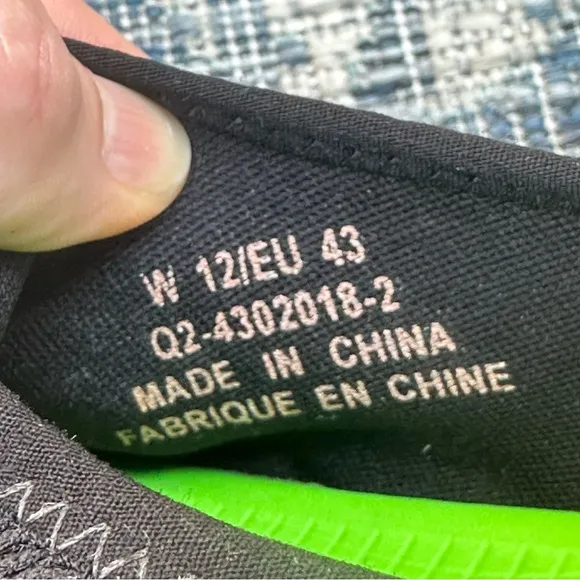 W 12/EU 43
Q2-4302018-2
MADE IN CHINA
FABRIQUE EN CHINE